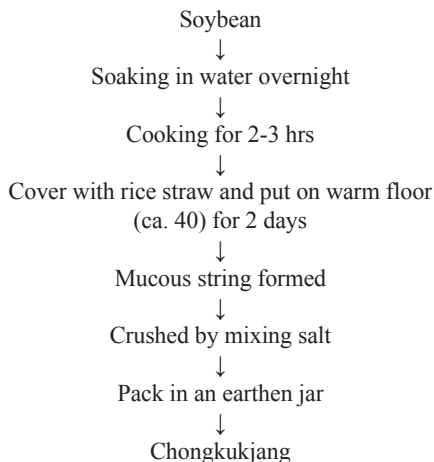 Soybean
↓
Soaking in water overnight
↓
Cooking for 2-3 hrs
↓
Cover with rice straw and put on warm floor
(ca. 40) for 2 days
↓
Mucous string formed
↓
Crushed by mixing salt
↓
Pack in an earthen jar
↓
Chongkukjang